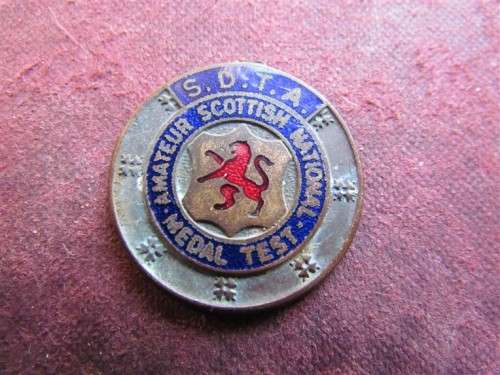 S.D.T.A.
AMATEUR SCOTTISH NATIONAL
· MEDAL TEST ·